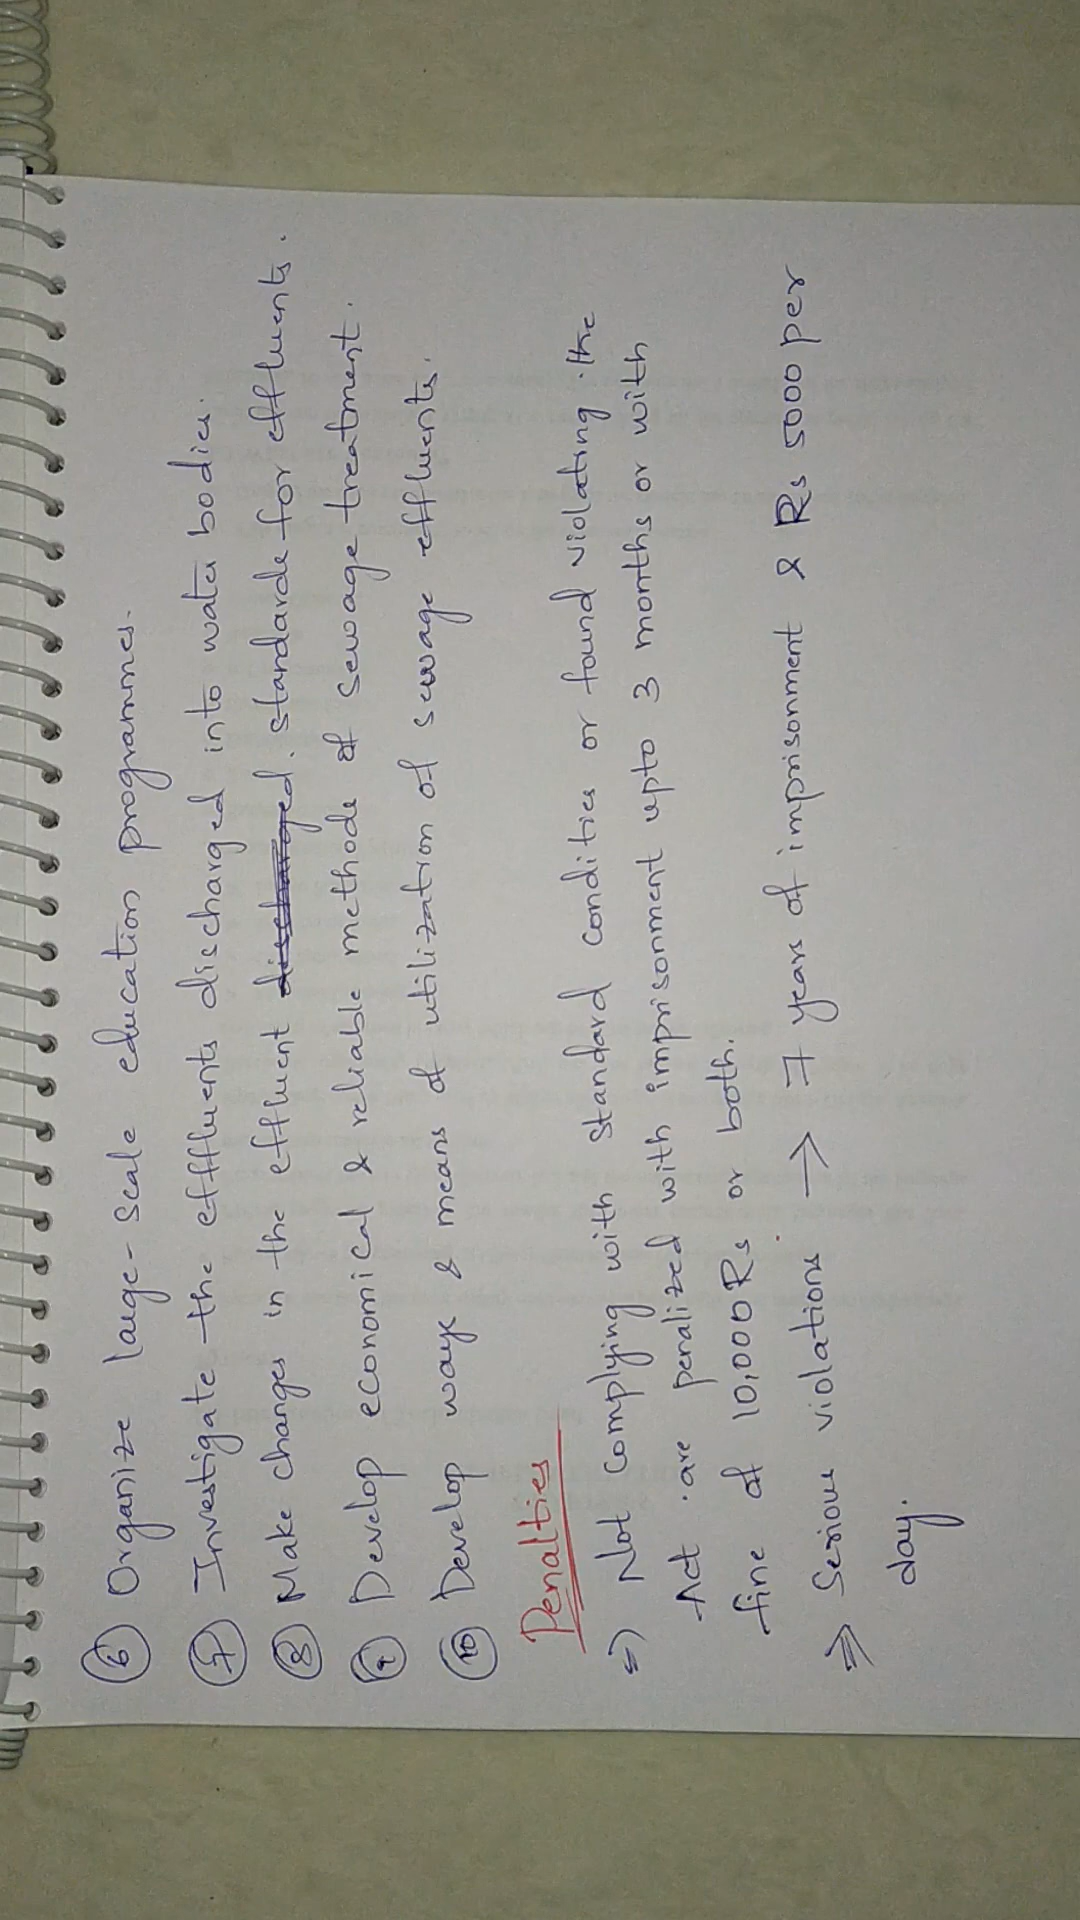 ⑥ Organize large-scale education programmes.
⑦ Investigate the effluents discharged into water bodies.
⑧ Make changes in the effluent discharged. standards for effluents.
⑨ Develop economical & reliable methods of sewage treatment.
⑩ Develop ways & means of utilization of sewage effluents.
Penalties
⇒ Not complying with standard condities or found violating the
Act are penalized with imprisonment upto 3 months or with
fine of 10,000 Rs or both.
⇒ Serious violations → 7 years of imprisonment & Rs 5000 per
day.